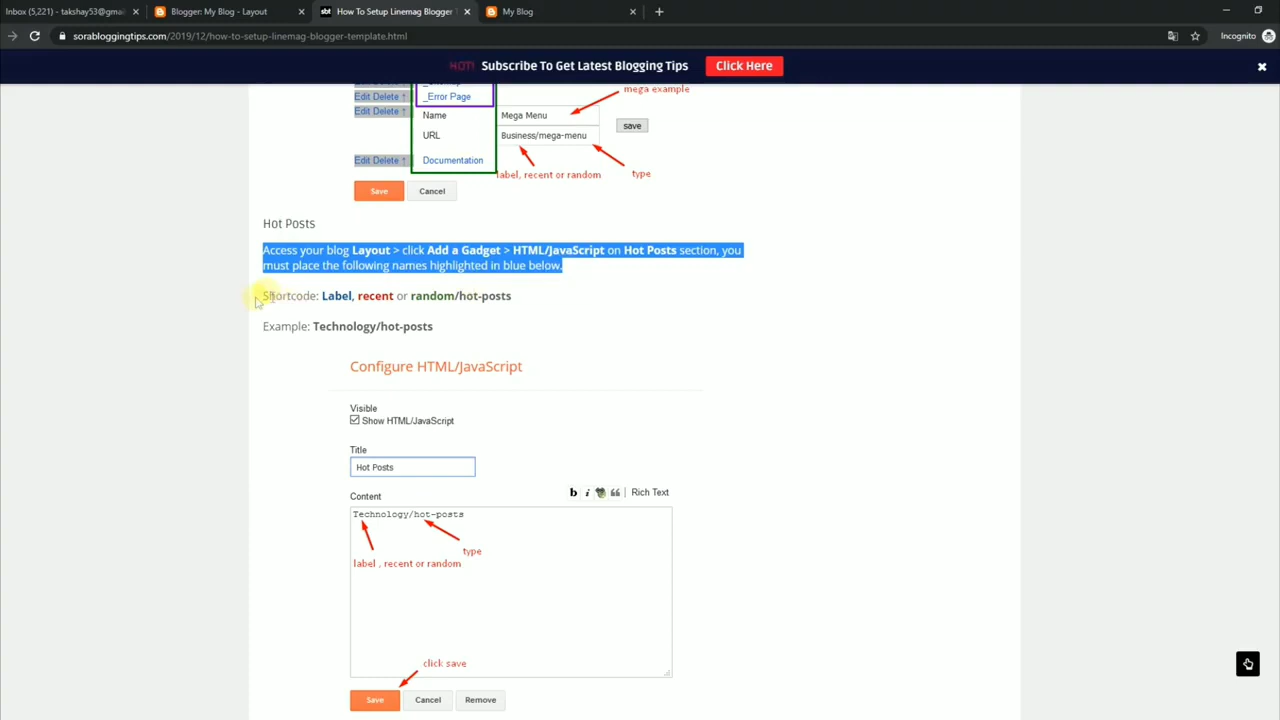 Inbox (5,221) - takshay53@gmai
Blogger: My Blog - Layout
How To Setup Linemag Blogger T
My Blog
sorabloggingtips.com/2019/12/how-to-setup-linemag-blogger-template.html
Incognito
HOT! Subscribe To Get Latest Blogging Tips
Click Here
mega example
Edit Delete ↑ _Error Page
Edit Delete ↑
Name Mega Menu
URL Business/mega-menu
save
Edit Delete ↑ Documentation
label, recent or random
type
Save Cancel
Hot Posts
Access your blog Layout > click Add a Gadget > HTML/JavaScript on Hot Posts section, you
must place the following names highlighted in blue below.
Shortcode: Label, recent or random/hot-posts
Example: Technology/hot-posts
Configure HTML/JavaScript
Visible
Show HTML/JavaScript
Title
Hot Posts
Content
b i Rich Text
Technology/hot-posts
type
label , recent or random
click save
Save Cancel Remove